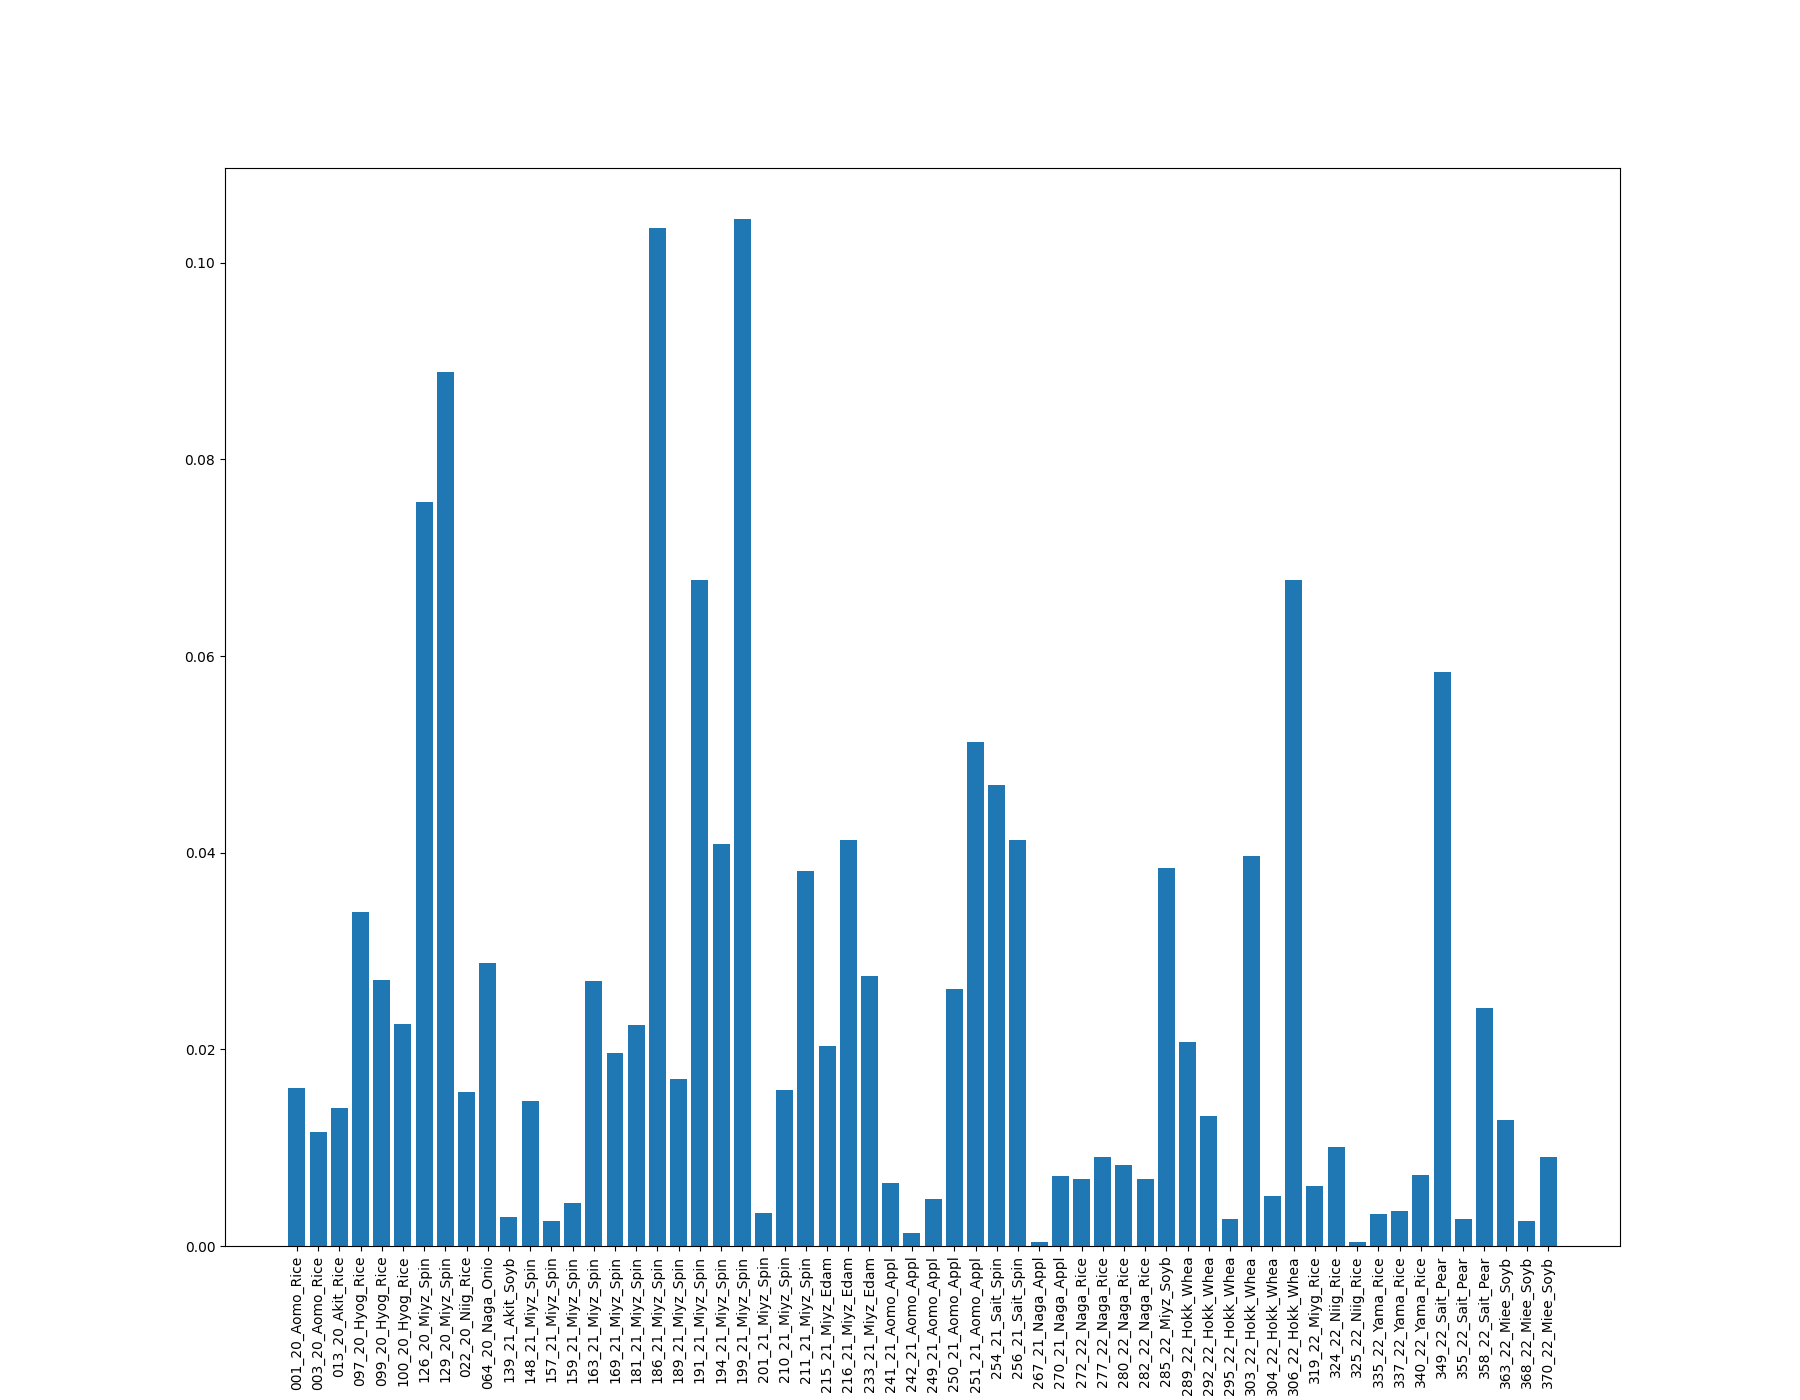 0.10
0.08
0.06
0.04
0.02
0.00
001_20_Aomo_Rice
003_20_Aomo_Rice
013_20_Akit_Rice
097_20_Hyog_Rice
099_20_Hyog_Rice
100_20_Hyog_Rice
126_20_Miyz_Spin
129_20_Miyz_Spin
022_20_Niig_Rice
064_20_Naga_Onio
139_21_Akit_Soyb
148_21_Miyz_Spin
157_21_Miyz_Spin
159_21_Miyz_Spin
163_21_Miyz_Spin
169_21_Miyz_Spin
181_21_Miyz_Spin
186_21_Miyz_Spin
189_21_Miyz_Spin
191_21_Miyz_Spin
194_21_Miyz_Spin
199_21_Miyz_Spin
201_21_Miyz_Spin
210_21_Miyz_Spin
211_21_Miyz_Spin
215_21_Miyz_Edam
216_21_Miyz_Edam
233_21_Miyz_Edam
241_21_Aomo_Appl
242_21_Aomo_Appl
249_21_Aomo_Appl
250_21_Aomo_Appl
251_21_Aomo_Appl
254_21_Sait_Spin
256_21_Sait_Spin
267_21_Naga_Appl
270_21_Naga_Appl
272_22_Naga_Rice
277_22_Naga_Rice
280_22_Naga_Rice
282_22_Naga_Rice
285_22_Miyz_Soyb
289_22_Hokk_Whea
292_22_Hokk_Whea
295_22_Hokk_Whea
303_22_Hokk_Whea
304_22_Hokk_Whea
306_22_Hokk_Whea
319_22_Miyg_Rice
324_22_Niig_Rice
325_22_Niig_Rice
335_22_Yama_Rice
337_22_Yama_Rice
340_22_Yama_Rice
349_22_Sait_Pear
355_22_Sait_Pear
358_22_Sait_Pear
363_22_Miee_Soyb
368_22_Miee_Soyb
370_22_Miee_Soyb